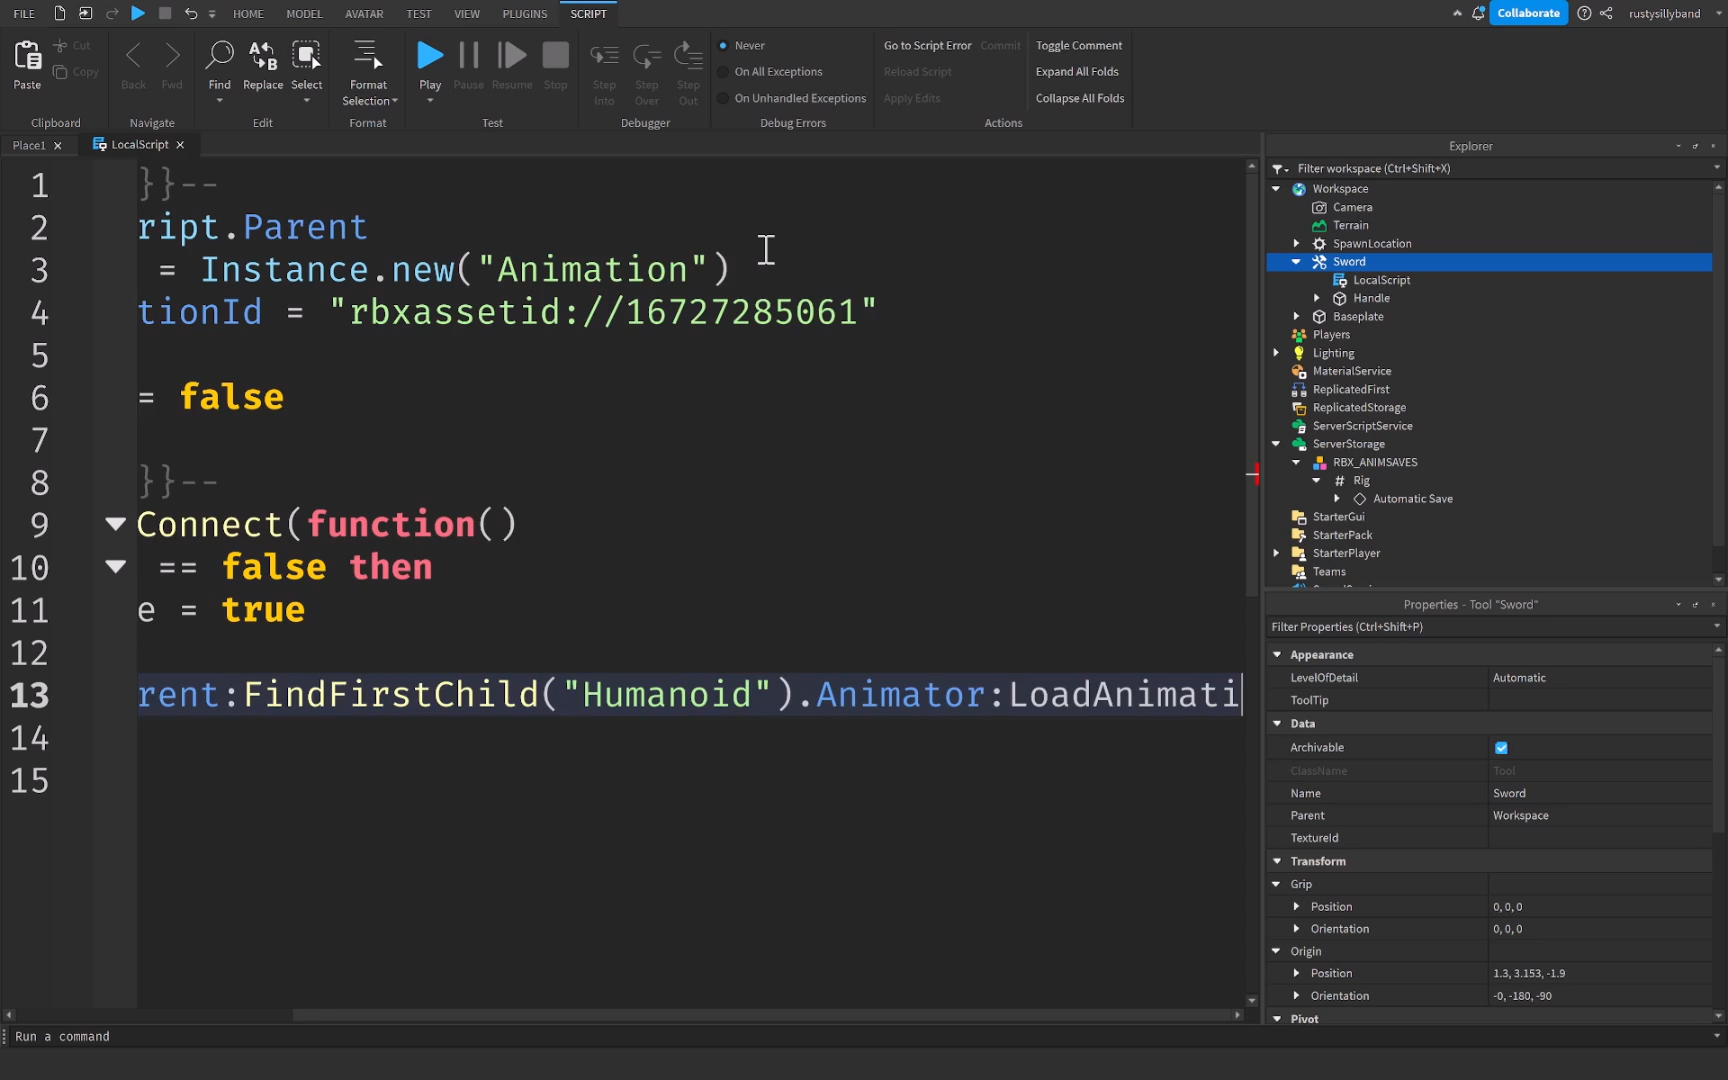 FILE HOME MODEL AVATAR TEST VIEW PLUGINS SCRIPT Collaborate rustysillyband
Paste Cut Copy Clipboard
Back Fwd Navigate
Find Replace Select Edit
Format Selection Format
Play Pause Resume Stop Test
Step Into Step Over Step Out Debugger
Never
On All Exceptions
On Unhandled Exceptions
Debug Errors
Go to Script Error Commit Toggle Comment
Reload Script Expand All Folds
Apply Edits Collapse All Folds
Actions
Place1 LocalScript
1 }}--
2 ript.Parent
3 = Instance.new("Animation")
4 tionId = "rbxassetid://16727285061"
5
6 = false
7
8 }}--
9 Connect(function()
10 == false then
11 e = true
12
13 rent:FindFirstChild("Humanoid").Animator:LoadAnimati
14
15
Run a command
Explorer
Filter workspace (Ctrl+Shift+X)
Workspace
Camera
Terrain
SpawnLocation
Sword
LocalScript
Handle
Baseplate
Players
Lighting
MaterialService
ReplicatedFirst
ReplicatedStorage
ServerScriptService
ServerStorage
RBX_ANIMSAVES
# Rig
Automatic Save
StarterGui
StarterPack
StarterPlayer
Teams
Properties - Tool "Sword"
Filter Properties (Ctrl+Shift+P)
Appearance
LevelOfDetail Automatic
ToolTip
Data
Archivable
ClassName Tool
Name Sword
Parent Workspace
TextureId
Transform
Grip
Position 0, 0, 0
Orientation 0, 0, 0
Origin
Position 1.3, 3.153, -1.9
Orientation -0, -180, -90
Pivot